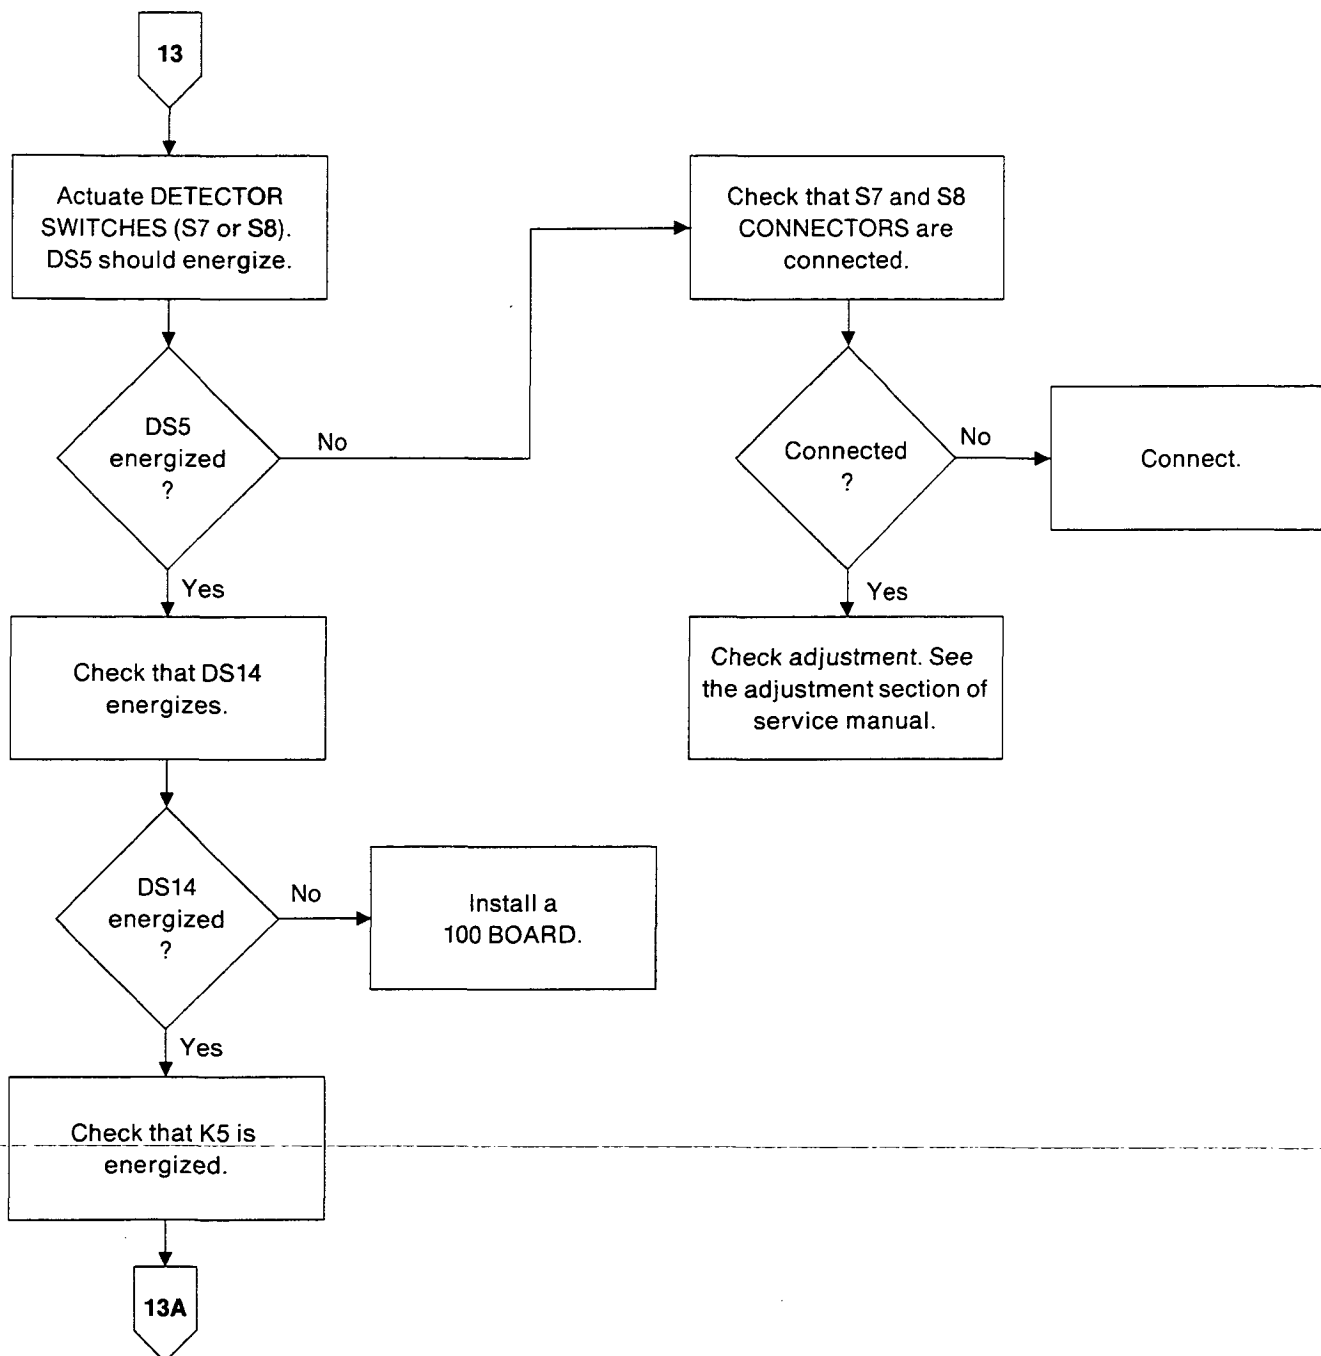 13
Actuate DETECTOR
SWITCHES (S7 or S8).
DS5 should energize.
Check that S7 and S8
CONNECTORS are
connected.
DS5
energized
?
No
Connected
?
No
Connect.
Yes
Yes
Check that DS14
energizes.
Check adjustment. See
the adjustment section of
service manual.
DS14
energized
?
No
Install a
100 BOARD.
Yes
Check that K5 is
energized.
13A